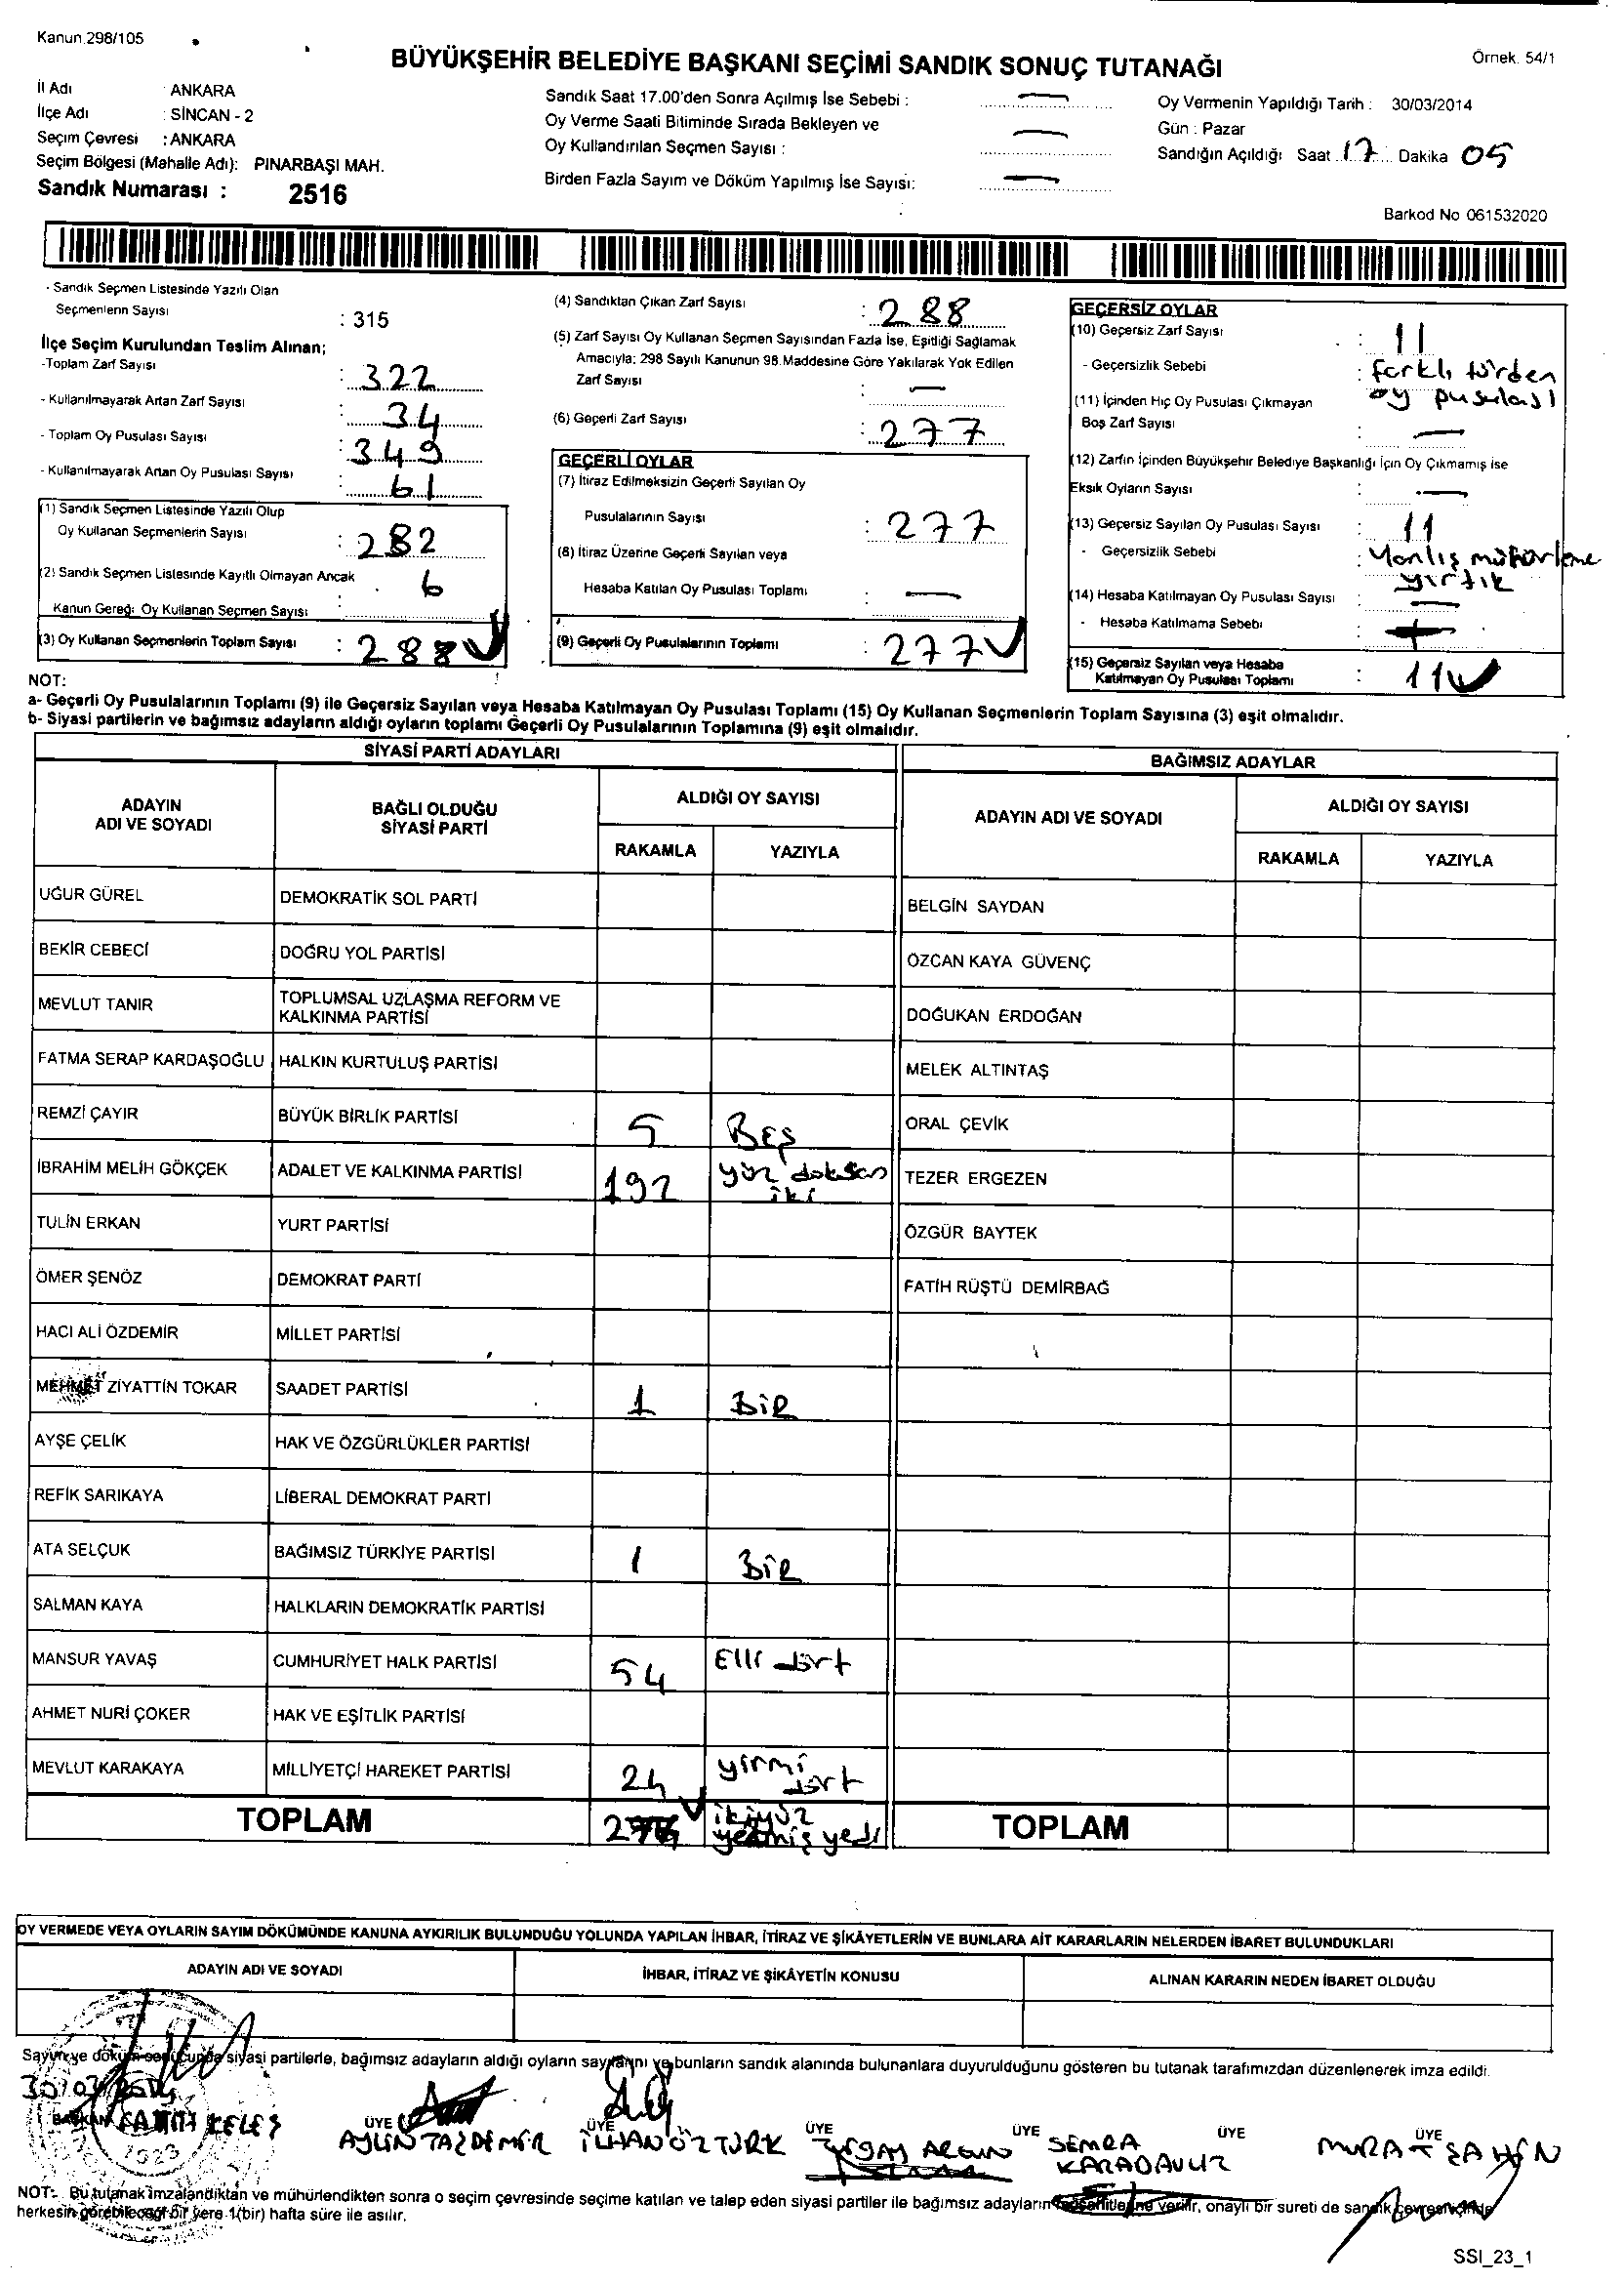 Kanun 298/105
BÜYÜKŞEHİR BELEDİYE BAŞKANI SEÇİMİ SANDIK SONUÇ TUTANAĞI
Örnek. 54/1
İl Adı : ANKARA
İlçe Adı : SİNCAN - 2
Seçim Çevresi : ANKARA
Seçim Bölgesi (Mahalle Adı): PINARBAŞI MAH.
Sandık Numarası : 2516
Sandık Saat 17.00'den Sonra Açılmış İse Sebebi : —
Oy Verme Saati Bitiminde Sırada Bekleyen ve
Oy Kullandırılan Seçmen Sayısı : —
Birden Fazla Sayım ve Döküm Yapılmış İse Sayısı: —
Oy Vermenin Yapıldığı Tarih : 30/03/2014
Gün : Pazar
Sandığın Açıldığı Saat 17 Dakika 05
Barkod No 061532020
- Sandık Seçmen Listesinde Yazılı Olan
Seçmenlerin Sayısı : 315
İlçe Seçim Kurulundan Teslim Alınan;
-Toplam Zarf Sayısı : 322
- Kullanılmayarak Artan Zarf Sayısı : 34
- Toplam Oy Pusulası Sayısı : 349
- Kullanılmayarak Artan Oy Pusulası Sayısı : 61
(1) Sandık Seçmen Listesinde Yazılı Olup
Oy Kullanan Seçmenlerin Sayısı : 282
(2) Sandık Seçmen Listesinde Kayıtlı Olmayan Ancak
Kanun Gereği Oy Kullanan Seçmen Sayısı : 6
(3) Oy Kullanan Seçmenlerin Toplam Sayısı : 288
(4) Sandıktan Çıkan Zarf Sayısı : 288
(5) Zarf Sayısı Oy Kullanan Seçmen Sayısından Fazla İse, Eşitliği Sağlamak
Amacıyla; 298 Sayılı Kanunun 98.Maddesine Göre Yakılarak Yok Edilen
Zarf Sayısı : —
(6) Geçerli Zarf Sayısı : 277
GEÇERLİ OYLAR
(7) İtiraz Edilmeksizin Geçerli Sayılan Oy
Pusulalarının Sayısı : 277
(8) İtiraz Üzerine Geçerli Sayılan veya
Hesaba Katılan Oy Pusulası Toplamı : —
(9) Geçerli Oy Pusulalarının Toplamı : 277
GEÇERSİZ OYLAR
(10) Geçersiz Zarf Sayısı : 11
- Geçersizlik Sebebi : farklı türden
oy pusulası
(11) İçinden Hiç Oy Pusulası Çıkmayan
Boş Zarf Sayısı : —
(12) Zarfın İçinden Büyükşehir Belediye Başkanlığı İçin Oy Çıkmamış ise
Eksik Oyların Sayısı : —
(13) Geçersiz Sayılan Oy Pusulası Sayısı : 11
- Geçersizlik Sebebi : Yanlış mühürleme
yırtık
(14) Hesaba Katılmayan Oy Pusulası Sayısı : —
- Hesaba Katılmama Sebebi :
(15) Geçersiz Sayılan veya Hesaba
Katılmayan Oy Pusulası Toplamı : 11
NOT:
a- Geçerli Oy Pusulalarının Toplamı (9) ile Geçersiz Sayılan veya Hesaba Katılmayan Oy Pusulası Toplamı (15) Oy Kullanan Seçmenlerin Toplam Sayısına (3) eşit olmalıdır.
b- Siyasi partilerin ve bağımsız adayların aldığı oyların toplamı Geçerli Oy Pusulalarının Toplamına (9) eşit olmalıdır.
SİYASİ PARTİ ADAYLARI
BAĞIMSIZ ADAYLAR
ADAYIN
ADI VE SOYADI
BAĞLI OLDUĞU
SİYASİ PARTİ
ALDIĞI OY SAYISI
RAKAMLA YAZIYLA
ADAYIN ADI VE SOYADI
ALDIĞI OY SAYISI
RAKAMLA YAZIYLA
UĞUR GÜREL DEMOKRATİK SOL PARTİ BELGİN SAYDAN
BEKİR CEBECİ DOĞRU YOL PARTİSİ ÖZCAN KAYA GÜVENÇ
MEVLUT TANIR TOPLUMSAL UZLAŞMA REFORM VE
KALKINMA PARTİSİ DOĞUKAN ERDOĞAN
FATMA SERAP KARDAŞOĞLU HALKIN KURTULUŞ PARTİSİ MELEK ALTINTAŞ
REMZİ ÇAYIR BÜYÜK BİRLİK PARTİSİ 5 BEŞ ORAL ÇEVİK
İBRAHİM MELİH GÖKÇEK ADALET VE KALKINMA PARTİSİ 192 yüz doksan
iki TEZER ERGEZEN
TULİN ERKAN YURT PARTİSİ ÖZGÜR BAYTEK
ÖMER ŞENÖZ DEMOKRAT PARTİ FATİH RÜŞTÜ DEMİRBAĞ
HACI ALİ ÖZDEMİR MİLLET PARTİSİ
MEHMET ZİYATTİN TOKAR SAADET PARTİSİ 1 BİR
AYŞE ÇELİK HAK VE ÖZGÜRLÜKLER PARTİSİ
REFİK SARIKAYA LİBERAL DEMOKRAT PARTİ
ATA SELÇUK BAĞIMSIZ TÜRKİYE PARTİSİ 1 BİR
SALMAN KAYA HALKLARIN DEMOKRATİK PARTİSİ
MANSUR YAVAŞ CUMHURİYET HALK PARTİSİ 54 Elli dört
AHMET NURİ ÇOKER HAK VE EŞİTLİK PARTİSİ
MEVLUT KARAKAYA MİLLİYETÇİ HAREKET PARTİSİ 24 yirmi
dört
TOPLAM ikiyüz
yetmiş yedi TOPLAM
OY VERMEDE VEYA OYLARIN SAYIM DÖKÜMÜNDE KANUNA AYKIRILIK BULUNDUĞU YOLUNDA YAPILAN İHBAR, İTİRAZ VE ŞİKÂYETLERİN VE BUNLARA AİT KARARLARIN NELERDEN İBARET BULUNDUKLARI
ADAYIN ADI VE SOYADI İHBAR, İTİRAZ VE ŞİKÂYETİN KONUSU ALINAN KARARIN NEDEN İBARET OLDUĞU
Sayım ve döküm sonucunda siyasi partilerle, bağımsız adayların aldığı oyların sayılarını ve bunların sandık alanında bulunanlara duyurulduğunu gösteren bu tutanak tarafımızdan düzenlenerek imza edildi.
30/03/2014
BAŞKAN KELEŞ
ÜYE AYLİN TAŞDEMİR
ÜYE İLHAN ÖZTÜRK
ÜYE
ÜYE SEMRA
KARADAVUZ
ÜYE
ÜYE MURAT ŞAHİN
1923
NOT:- Bu tutanak imzalandıktan ve mühürlendikten sonra o seçim çevresinde seçime katılan ve talep eden siyasi partiler ile bağımsız adayların müşahitlerine verilir, onaylı bir sureti de sandık çevresi içinde
herkesin görebileceği bir yere 1(bir) hafta süre ile asılır.
SSI_23_1